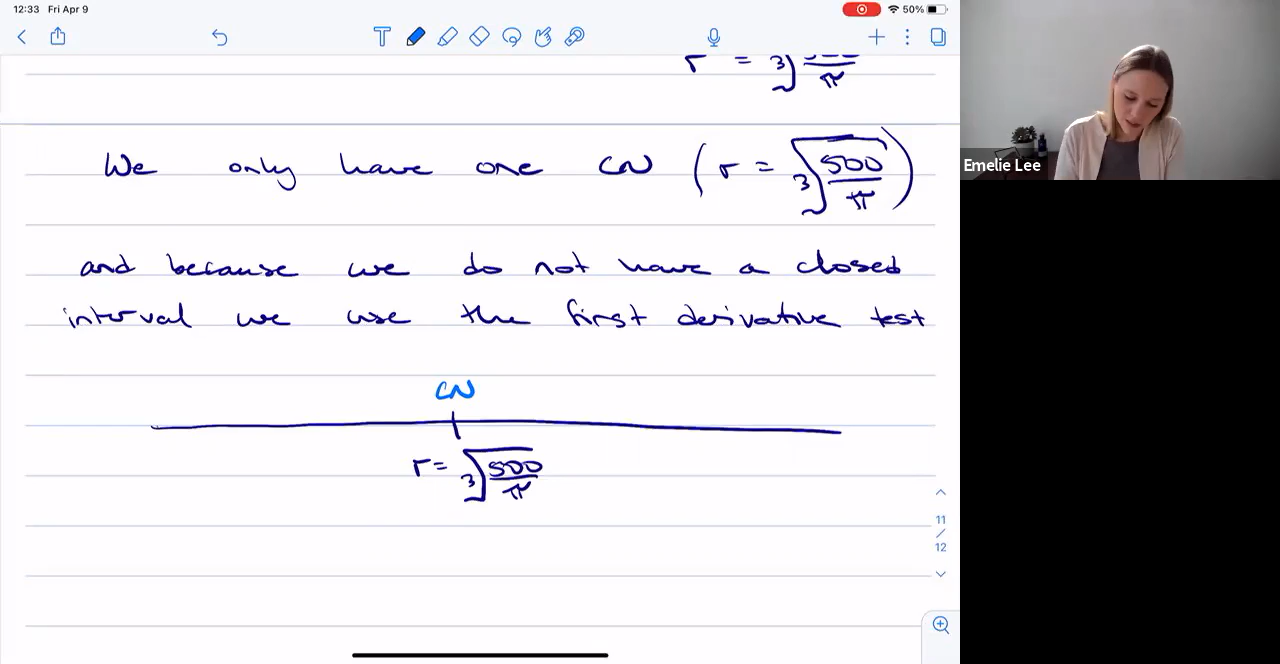 12:33 Fri Apr 9
50%
T
r = ∛(500/π)
We only have one CN (r = ∛(500/π))
Emelie Lee
and because we do not have a closed
interval we use the first derivative test
CN
r = ∛(500/π)
11
/
12